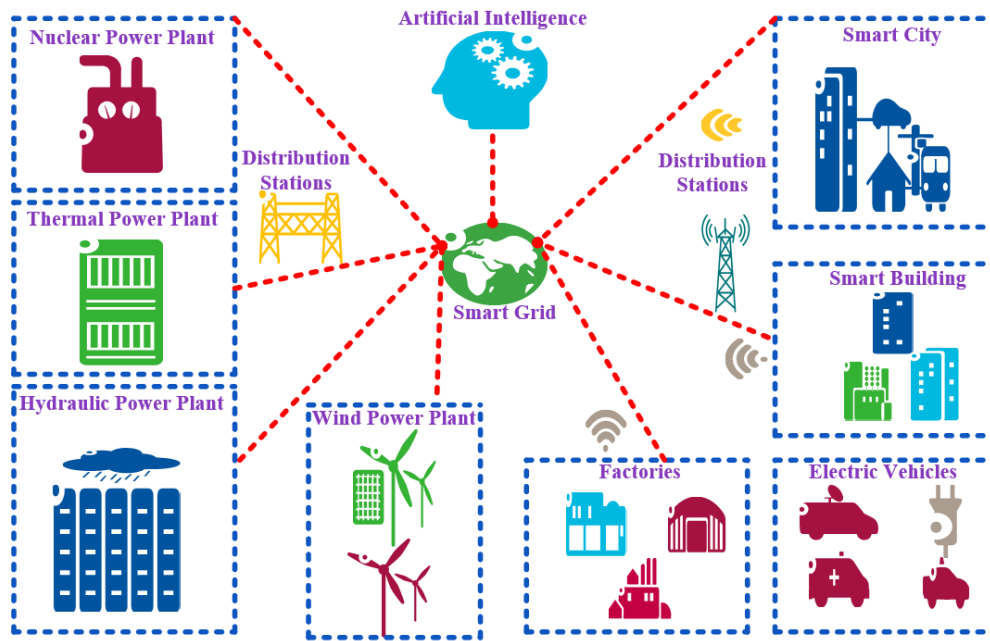 Artificial Intelligence
Nuclear Power Plant
Smart City
Distribution
Stations
Distribution
Stations
Thermal Power Plant
Smart Building
Smart Grid
Hydraulic Power Plant
Wind Power Plant
Factories
Electric Vehicles